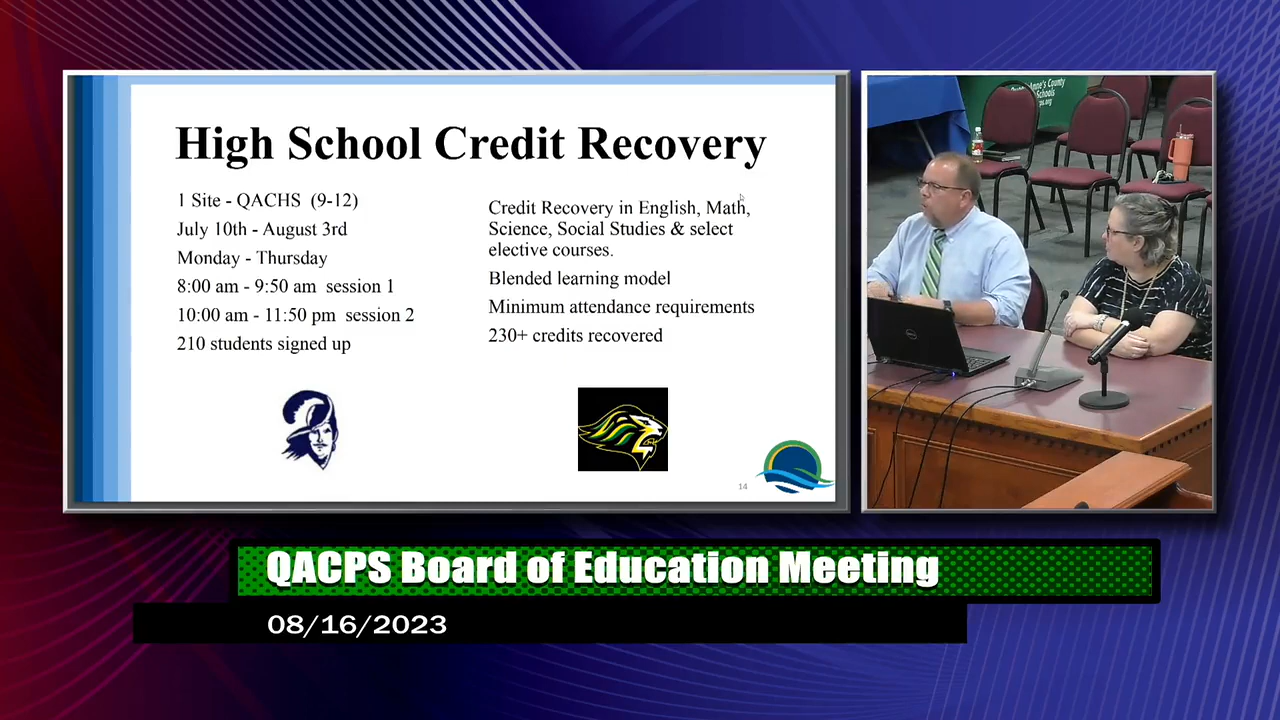 High School Credit Recovery
1 Site - QACHS (9-12)
July 10th - August 3rd
Monday - Thursday
8:00 am - 9:50 am session 1
10:00 am - 11:50 pm session 2
210 students signed up
Credit Recovery in English, Math,
Science, Social Studies & select
elective courses.
Blended learning model
Minimum attendance requirements
230+ credits recovered
14
Anne's County
Schools
QACPS Board of Education Meeting
08/16/2023